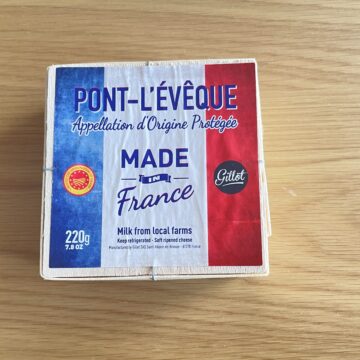 PONT-L'ÉVÊQUE
Appellation d'Origine Protégée
MADE
IN
France
Gillot
220g
7.8 OZ
Milk from local farms
Keep refrigerated - Soft ripened cheese